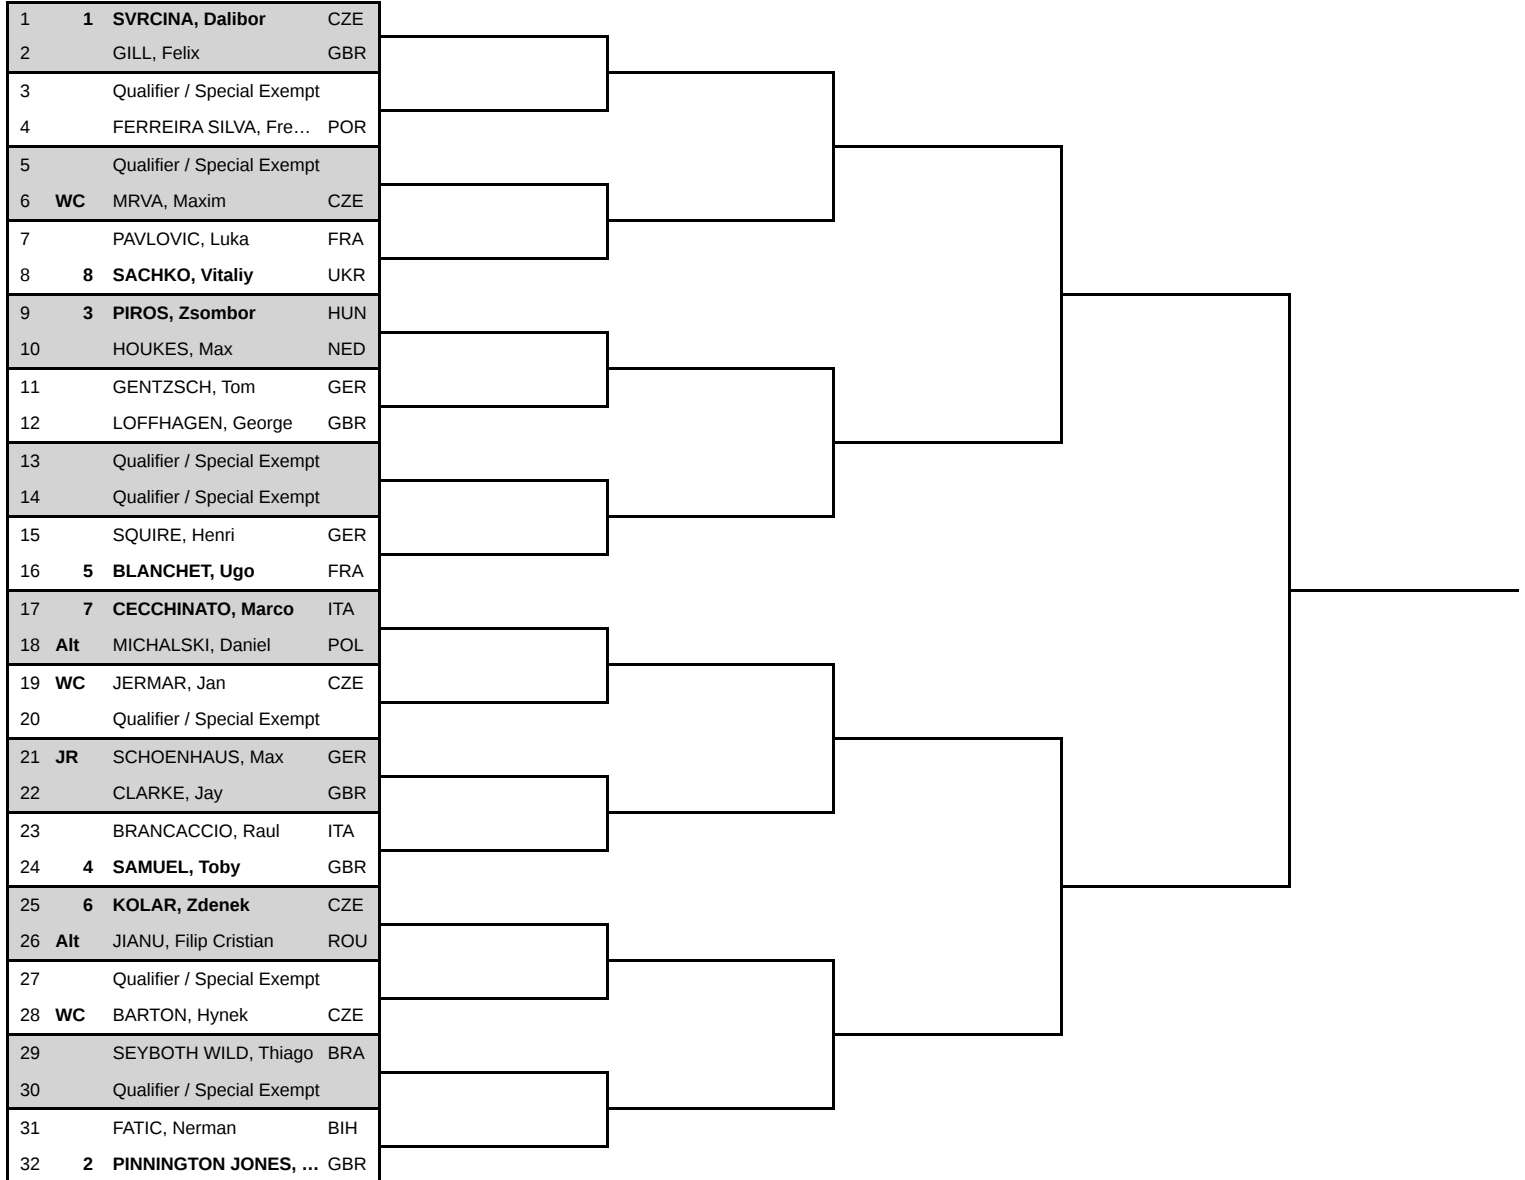 1 1 SVRCINA, Dalibor CZE
2 GILL, Felix GBR
3 Qualifier / Special Exempt
4 FERREIRA SILVA, Fre… POR
5 Qualifier / Special Exempt
6 WC MRVA, Maxim CZE
7 PAVLOVIC, Luka FRA
8 8 SACHKO, Vitaliy UKR
9 3 PIROS, Zsombor HUN
10 HOUKES, Max NED
11 GENTZSCH, Tom GER
12 LOFFHAGEN, George GBR
13 Qualifier / Special Exempt
14 Qualifier / Special Exempt
15 SQUIRE, Henri GER
16 5 BLANCHET, Ugo FRA
17 7 CECCHINATO, Marco ITA
18 Alt MICHALSKI, Daniel POL
19 WC JERMAR, Jan CZE
20 Qualifier / Special Exempt
21 JR SCHOENHAUS, Max GER
22 CLARKE, Jay GBR
23 BRANCACCIO, Raul ITA
24 4 SAMUEL, Toby GBR
25 6 KOLAR, Zdenek CZE
26 Alt JIANU, Filip Cristian ROU
27 Qualifier / Special Exempt
28 WC BARTON, Hynek CZE
29 SEYBOTH WILD, Thiago BRA
30 Qualifier / Special Exempt
31 FATIC, Nerman BIH
32 2 PINNINGTON JONES, … GBR